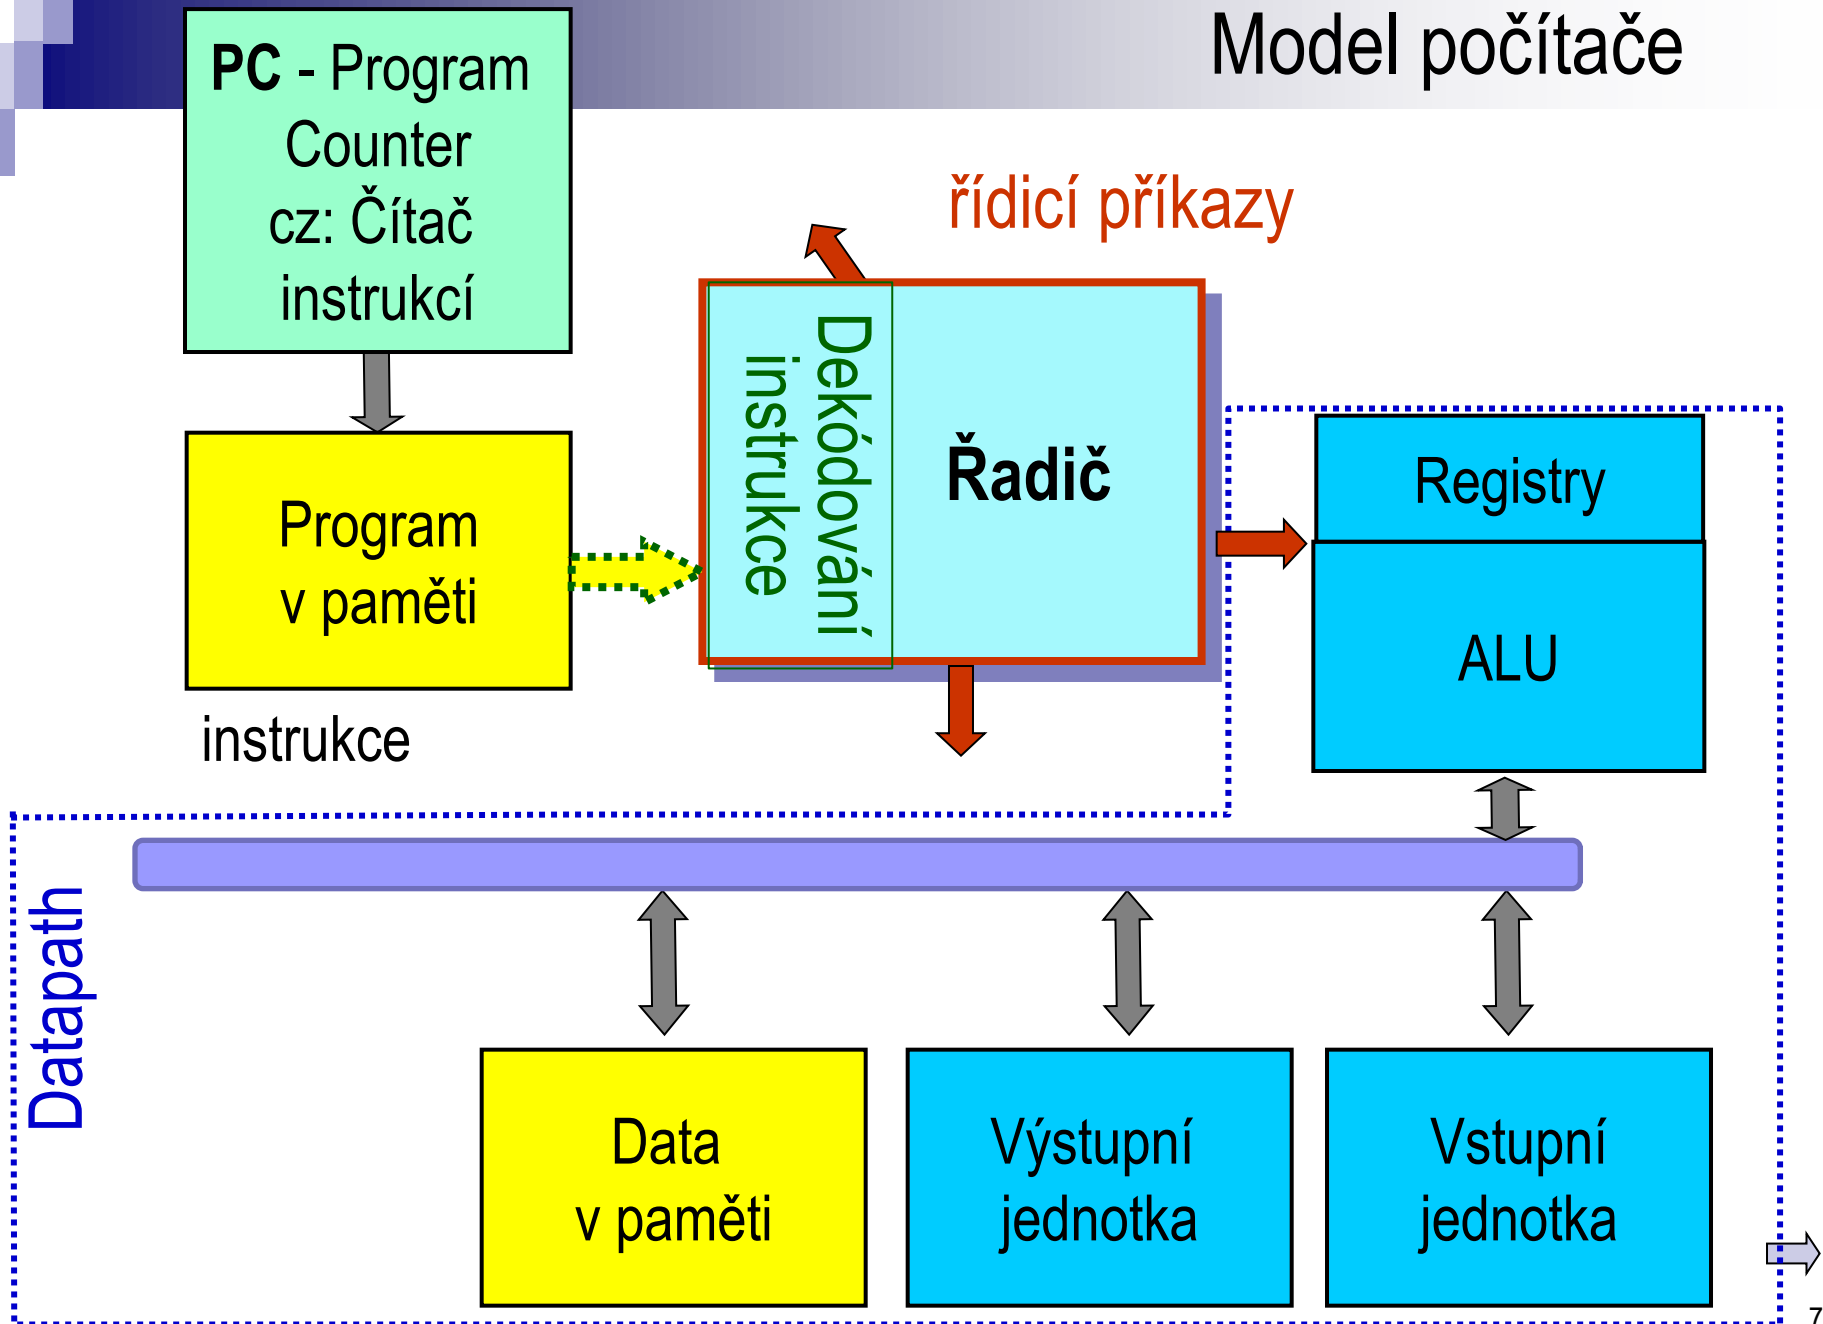 Model počítače
PC - Program
Counter
cz: Čítač
instrukcí
řídicí příkazy
Dekódování
instrukce
Řadič
Registry
ALU
Program
v paměti
instrukce
Datapath
Data
v paměti
Výstupní
jednotka
Vstupní
jednotka
7